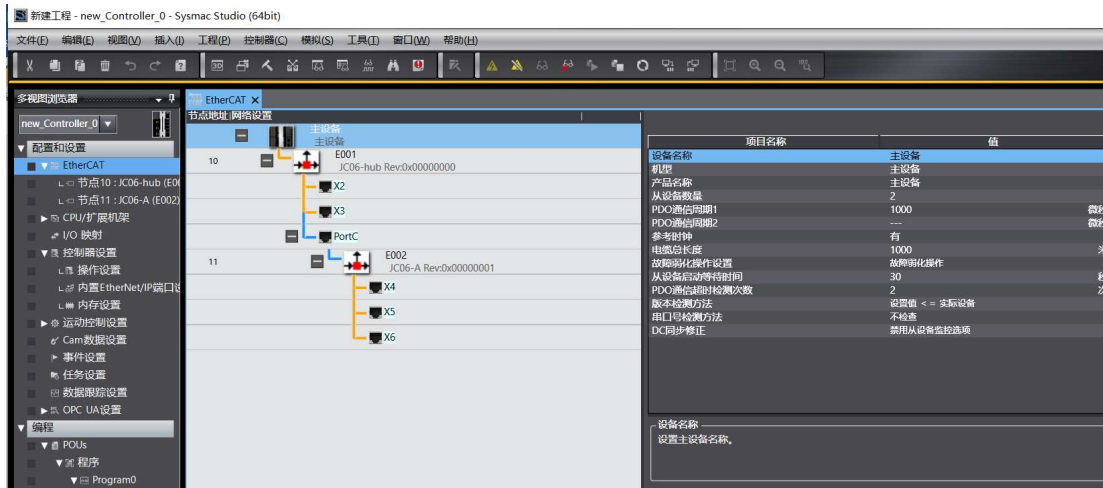 新建工程 - new_Controller_0 - Sysmac Studio (64bit)
文件(F) 编辑(E) 视图(V) 插入(I) 工程(P) 控制器(C) 模拟(S) 工具(T) 窗口(W) 帮助(H)
多视图浏览器
new_Controller_0
配置和设置
EtherCAT
节点10 : JC06-hub (E00
节点11 : JC06-A (E002)
CPU/扩展机架
I/O 映射
控制器设置
操作设置
内置EtherNet/IP端口设
内存设置
运动控制设置
Cam数据设置
事件设置
任务设置
数据跟踪设置
OPC UA设置
编程
POUs
程序
Program0
EtherCAT
节点地址|网络设置
主设备
主设备
10
E001
JC06-hub Rev:0x00000000
X2
X3
PortC
11
E002
JC06-A Rev:0x00000001
X4
X5
X6
项目名称 值
设备名称 主设备
机型 主设备
产品名称 主设备
从设备数量 2
PDO通信周期1 1000 微秒
PDO通信周期2 --- 微秒
参考时钟 有
电缆总长度 1000 米
故障弱化操作设置 故障弱化操作
从设备启动等待时间 30 秒
PDO通信超时检测次数 2 次
版本检测方法 设置值 <= 实际设备
串口号检测方法 不检查
DC同步修正 禁用从设备监控选项
设备名称
设置主设备名称。